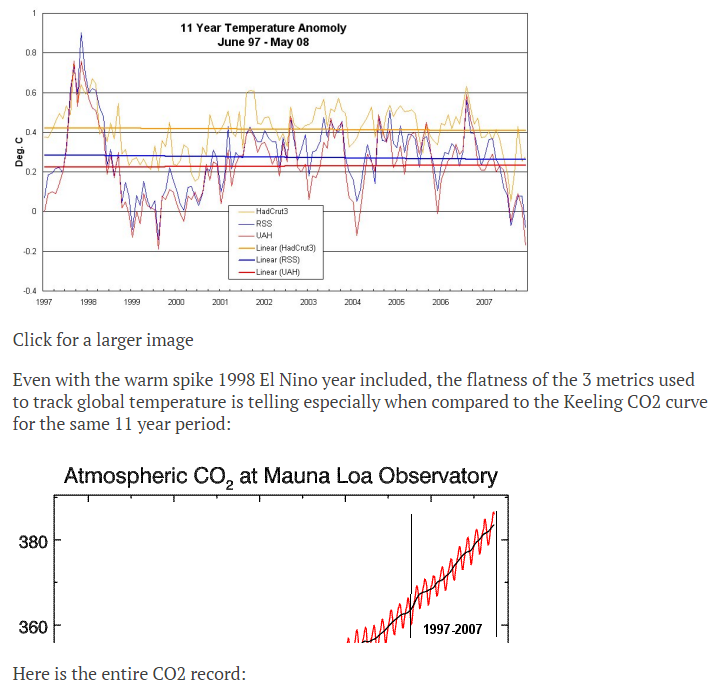 11 Year Temperature Anomoly
June 97 - May 08
1
0.8
0.6
0.4
0.2
0
-0.2
-0.4
Deg. C
HadCrut3
RSS
UAH
Linear (HadCrut3)
Linear (RSS)
Linear (UAH)
1997 1998 1999 2000 2001 2002 2003 2004 2005 2006 2007
Click for a larger image
Even with the warm spike 1998 El Nino year included, the flatness of the 3 metrics used
to track global temperature is telling especially when compared to the Keeling CO2 curve
for the same 11 year period:
Atmospheric CO2 at Mauna Loa Observatory
380
360
1997-2007
Here is the entire CO2 record: